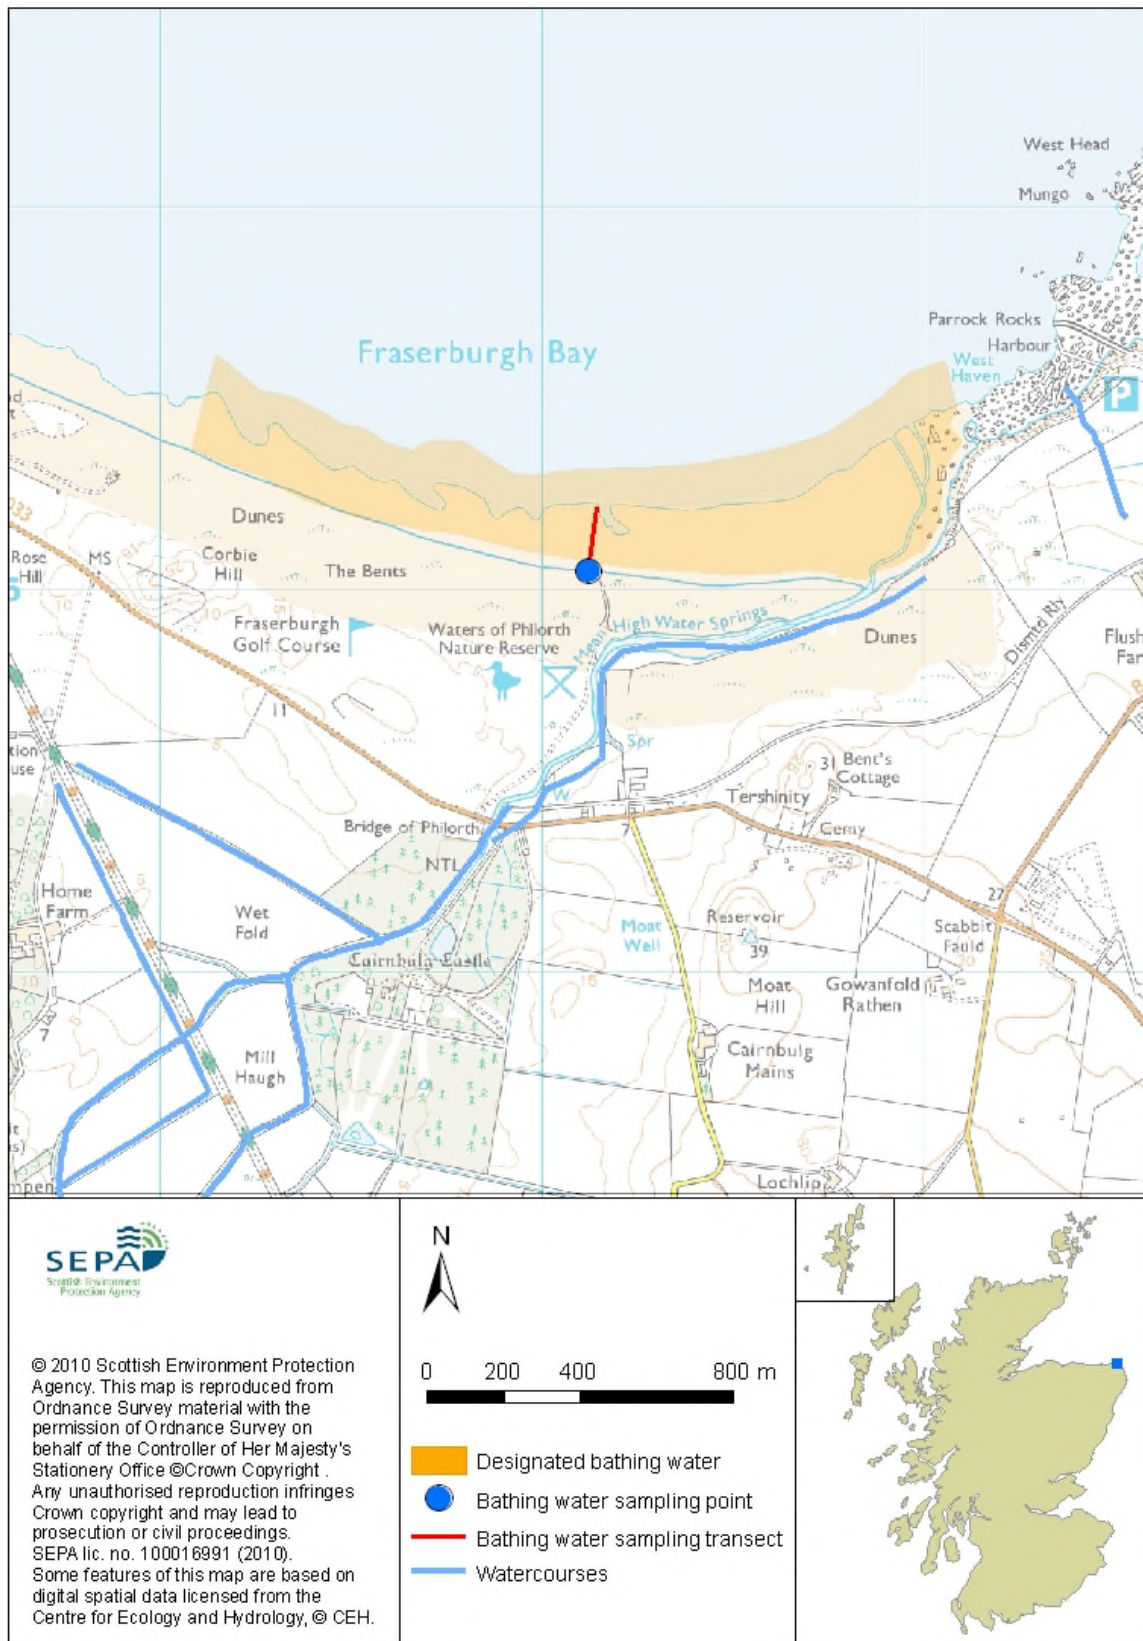 West Head
Mungo
Parrock Rocks
Harbour
West
Haven
Fraserburgh Bay
P
Dunes
Corbie
Hill
The Bents
MS
Rose
Hill
Fraserburgh
Golf Course
Waters of Philorth
Nature Reserve
Mean High Water Springs
Dunes
Dismtd Rly
Flush
Far
11
10
Spr
W
31
Bent's
Cottage
Tershinity
Cemy
7
Bridge of Philorth
NTL
Home
Farm
Wet
Fold
Cairnbulg Castle
Moat
Well
Reservoir
39
Moat
Hill
27
Scabbit
Fauld
Gowanfold
Rathen
15
7
Mill
Haugh
Cairnbulg
Mains
Lochlip
mpen
SEPA
Scottish Environment
Protection Agency
© 2010 Scottish Environment Protection
Agency. This map is reproduced from
Ordnance Survey material with the
permission of Ordnance Survey on
behalf of the Controller of Her Majesty's
Stationery Office ©Crown Copyright .
Any unauthorised reproduction infringes
Crown copyright and may lead to
prosecution or civil proceedings.
SEPA lic. no. 100016991 (2010).
Some features of this map are based on
digital spatial data licensed from the
Centre for Ecology and Hydrology, © CEH.
N
0 200 400 800 m
Designated bathing water
Bathing water sampling point
Bathing water sampling transect
Watercourses